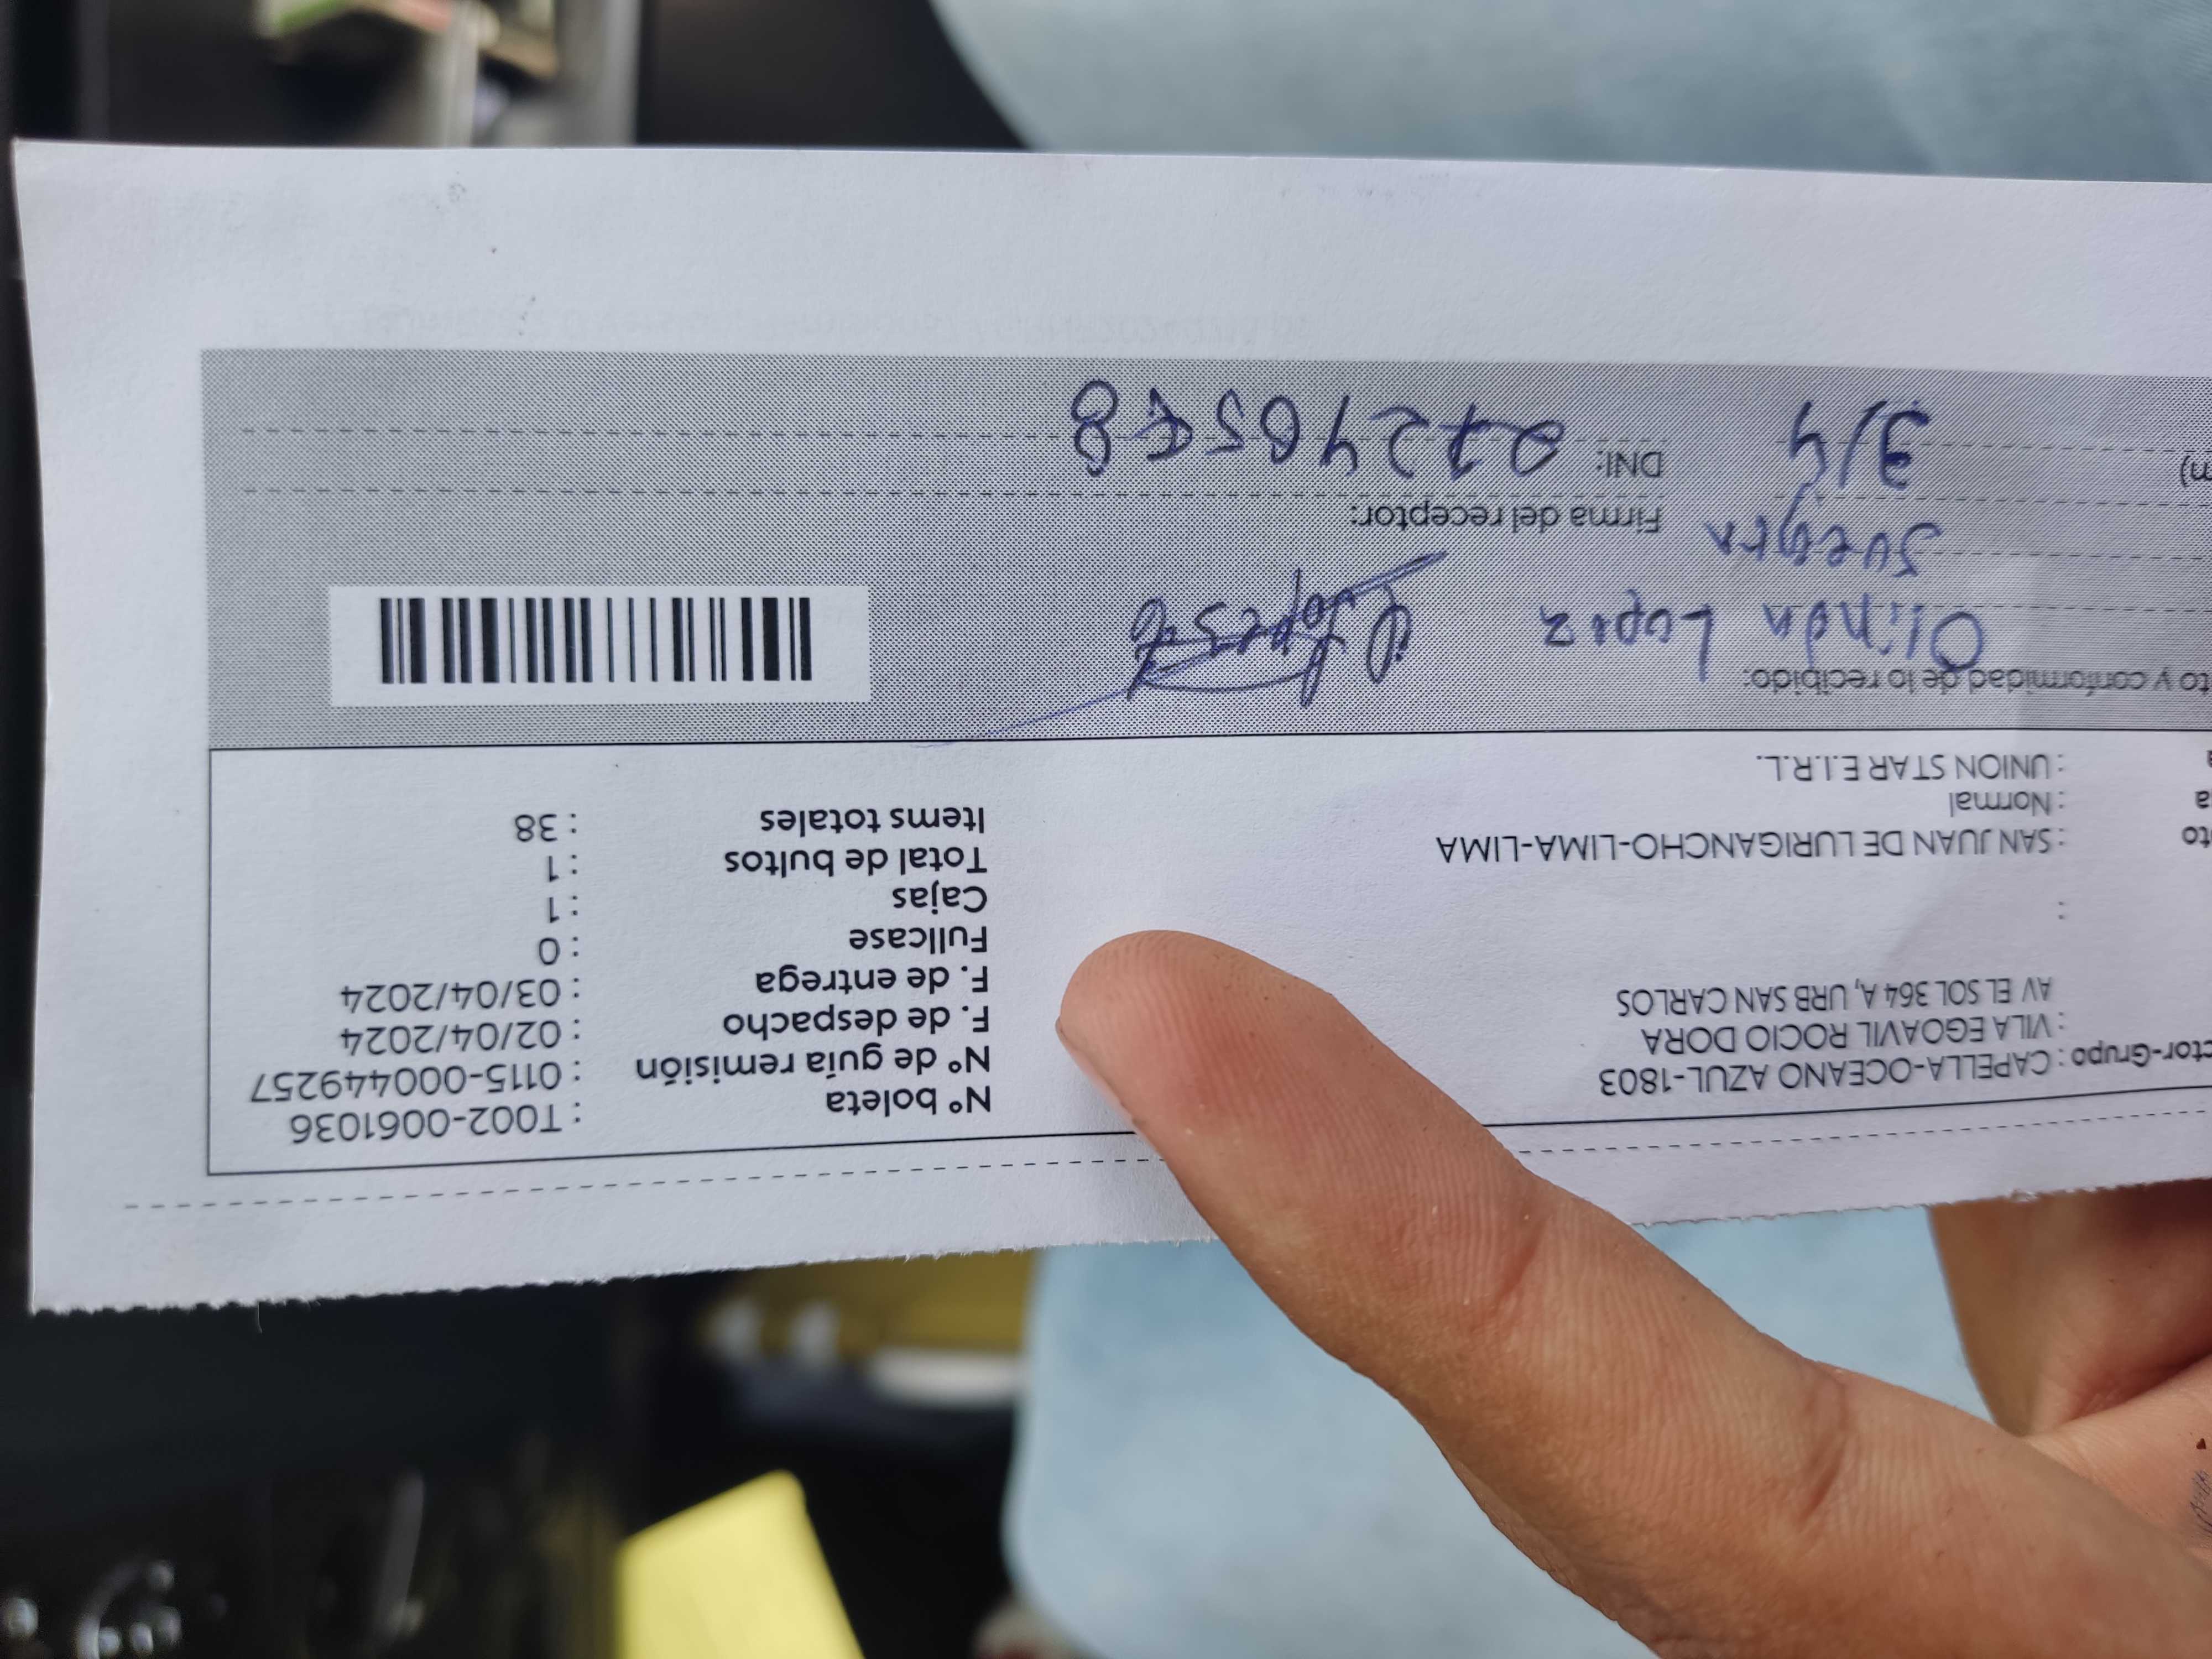 ctor-Grupo : CAPELLA-OCEANO AZUL-1803 Nº boleta : T002-0061036
: VILA EGOAVIL ROCIO DORA Nº de guía remisión : 0115-000449257
AV EL SOL 364 A, URB SAN CARLOS F. de despacho : 02/04/2024
F. de entrega : 03/04/2024
: Fullcase : 0
Cajas : 1
to : SAN JUAN DE LURIGANCHO-LIMA-LIMA Total de bultos : 1
a : Normal Items totales : 38
a : UNION STAR E.I.R.L.
to y conformidad de lo recibido:
Olinda Lopez
Suegra Firma del receptor:
n) 3/4 DNI: